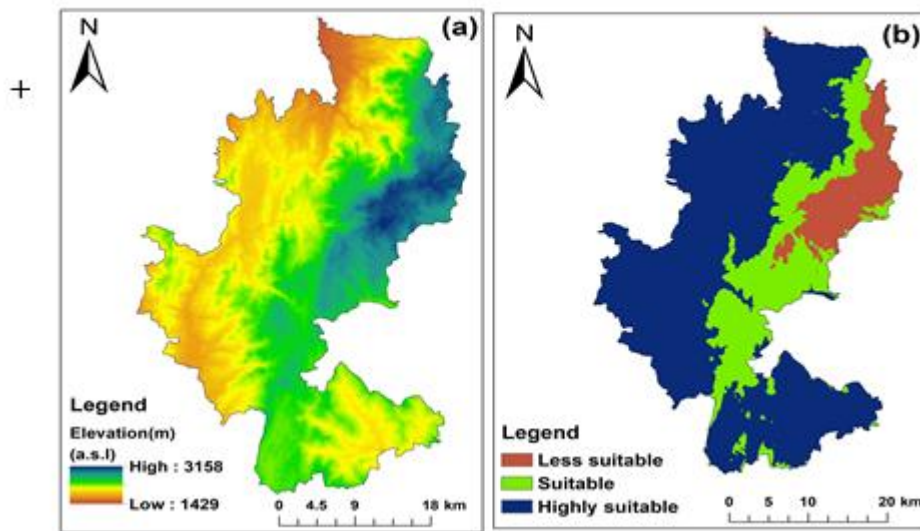 +
N
(a)
Legend
Elevation(m)
(a.s.l)
High : 3158
Low : 1429
0 4.5 9 18 km
N
(b)
Legend
Less suitable
Suitable
Highly suitable
0 5 10 20 km